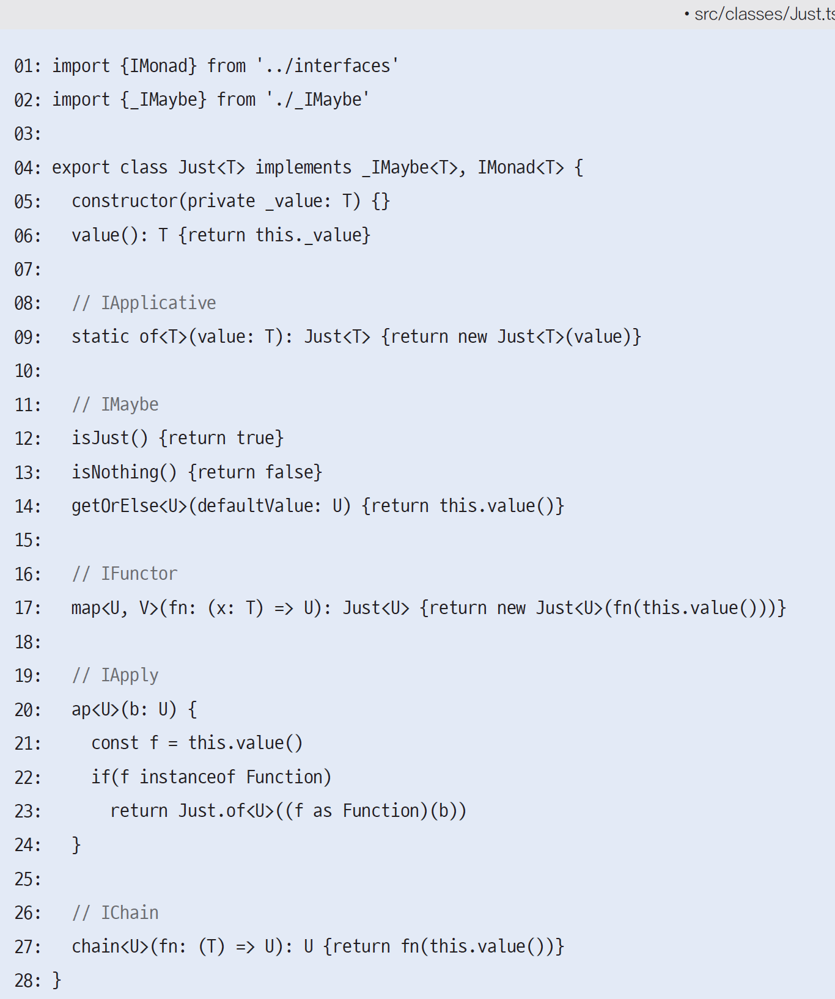 • src/classes/Just.ts
01: import {IMonad} from '../interfaces'
02: import {_IMaybe} from './_IMaybe'
03:
04: export class Just<T> implements _IMaybe<T>, IMonad<T> {
05:   constructor(private _value: T) {}
06:   value(): T {return this._value}
07:
08:   // IApplicative
09:   static of<T>(value: T): Just<T> {return new Just<T>(value)}
10:
11:   // IMaybe
12:   isJust() {return true}
13:   isNothing() {return false}
14:   getOrElse<U>(defaultValue: U) {return this.value()}
15:
16:   // IFunctor
17:   map<U, V>(fn: (x: T) => U): Just<U> {return new Just<U>(fn(this.value()))}
18:
19:   // IApply
20:   ap<U>(b: U) {
21:     const f = this.value()
22:     if(f instanceof Function)
23:       return Just.of<U>((f as Function)(b))
24:   }
25:
26:   // IChain
27:   chain<U>(fn: (T) => U): U {return fn(this.value())}
28: }